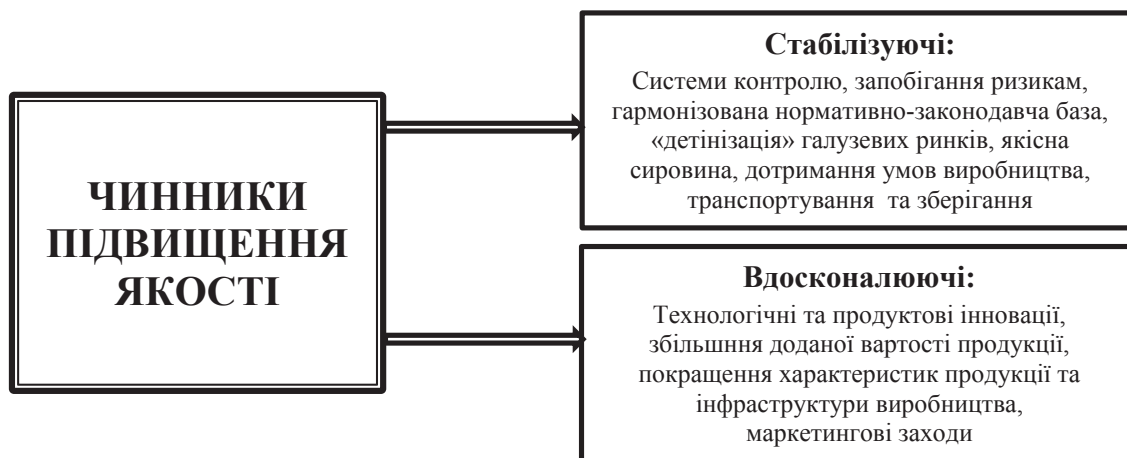 ЧИННИКИ
ПІДВИЩЕННЯ
ЯКОСТІ
Стабілізуючі:
Системи контролю, запобігання ризикам,
гармонізована нормативно-законодавча база,
«детінізація» галузевих ринків, якісна
сировина, дотримання умов виробництва,
транспортування та зберігання
Вдосконалюючі:
Технологічні та продуктові інновації,
збільшння доданої вартості продукції,
покращення характеристик продукції та
інфраструктури виробництва,
маркетингові заходи